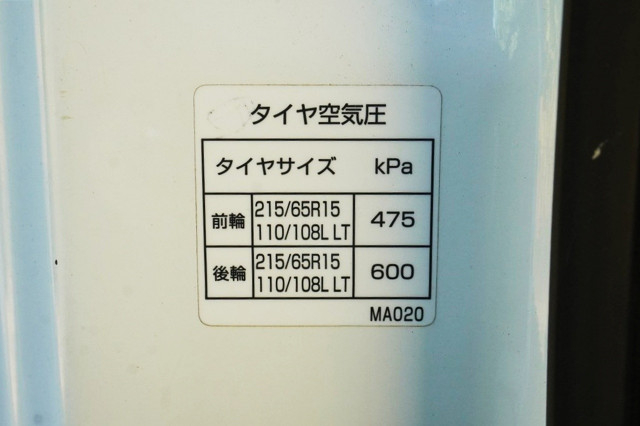 タイヤ空気圧
タイヤサイズ kPa
前輪 215/65R15 110/108L LT 475
後輪 215/65R15 110/108L LT 600
MA020